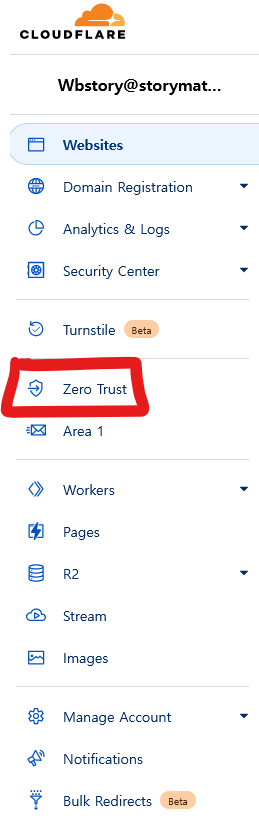 CLOUDFLARE
Wbstory@storymat...
Websites
Domain Registration
Analytics & Logs
Security Center
Turnstile Beta
Zero Trust
Area 1
Workers
Pages
R2
Stream
Images
Manage Account
Notifications
Bulk Redirects Beta